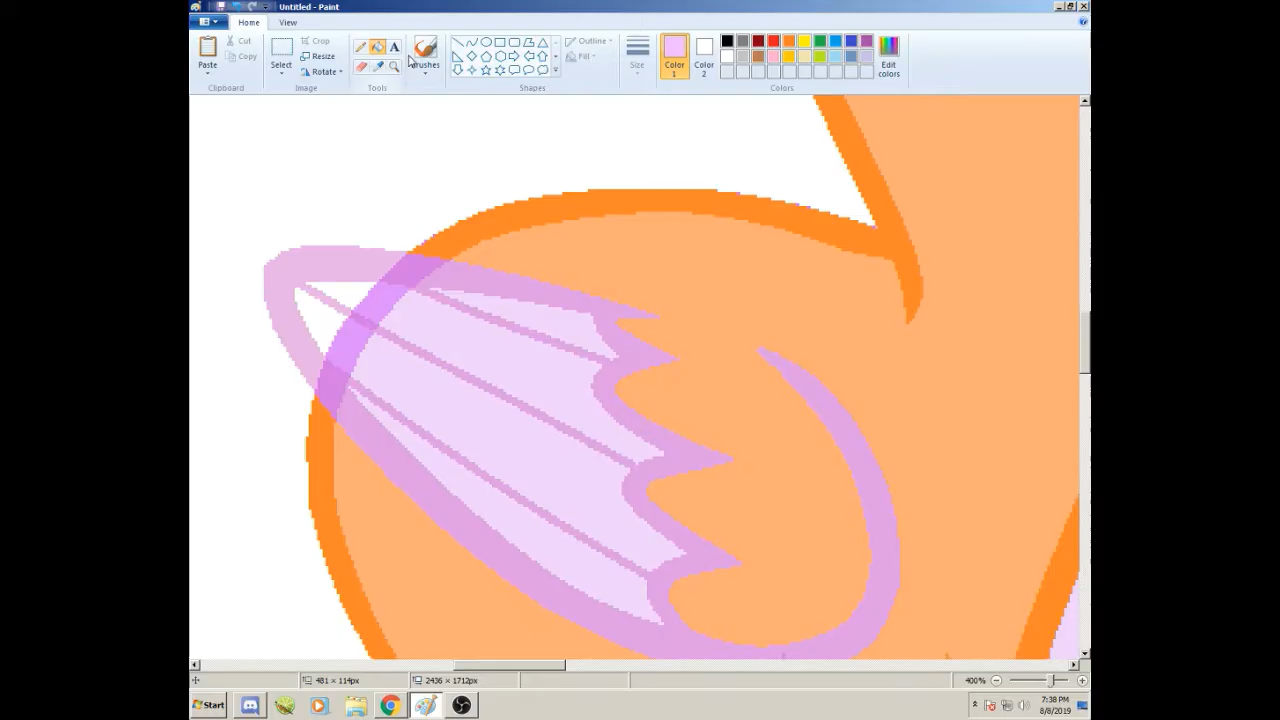 Untitled - Paint
Home View
Paste Cut Copy
Clipboard
Select Crop Resize Rotate
Image
A
Tools
Brushes
Outline Fill
Shapes
Size
Color 1
Color 2
Edit colors
Colors
481 × 114px
2436 × 1712px
400%
Start
7:38 PM
8/8/2019